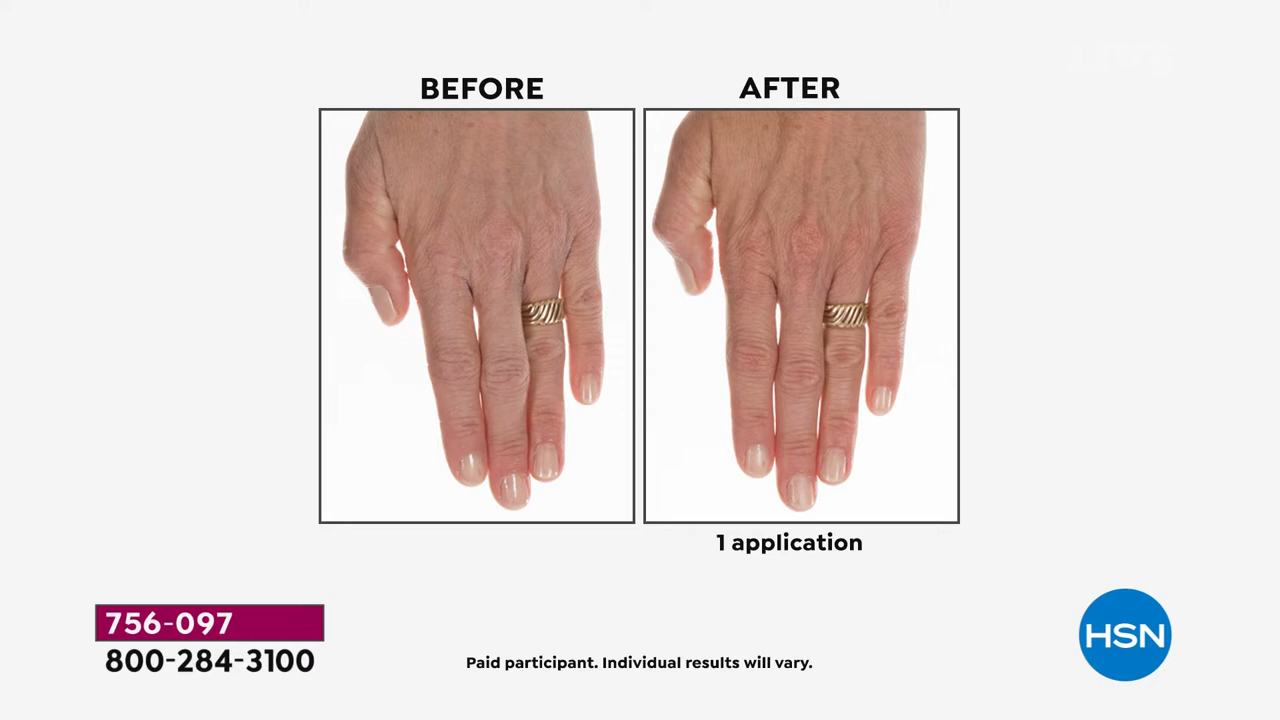 BEFORE
AFTER
1 application
756-097
800-284-3100
Paid participant. Individual results will vary.
HSN